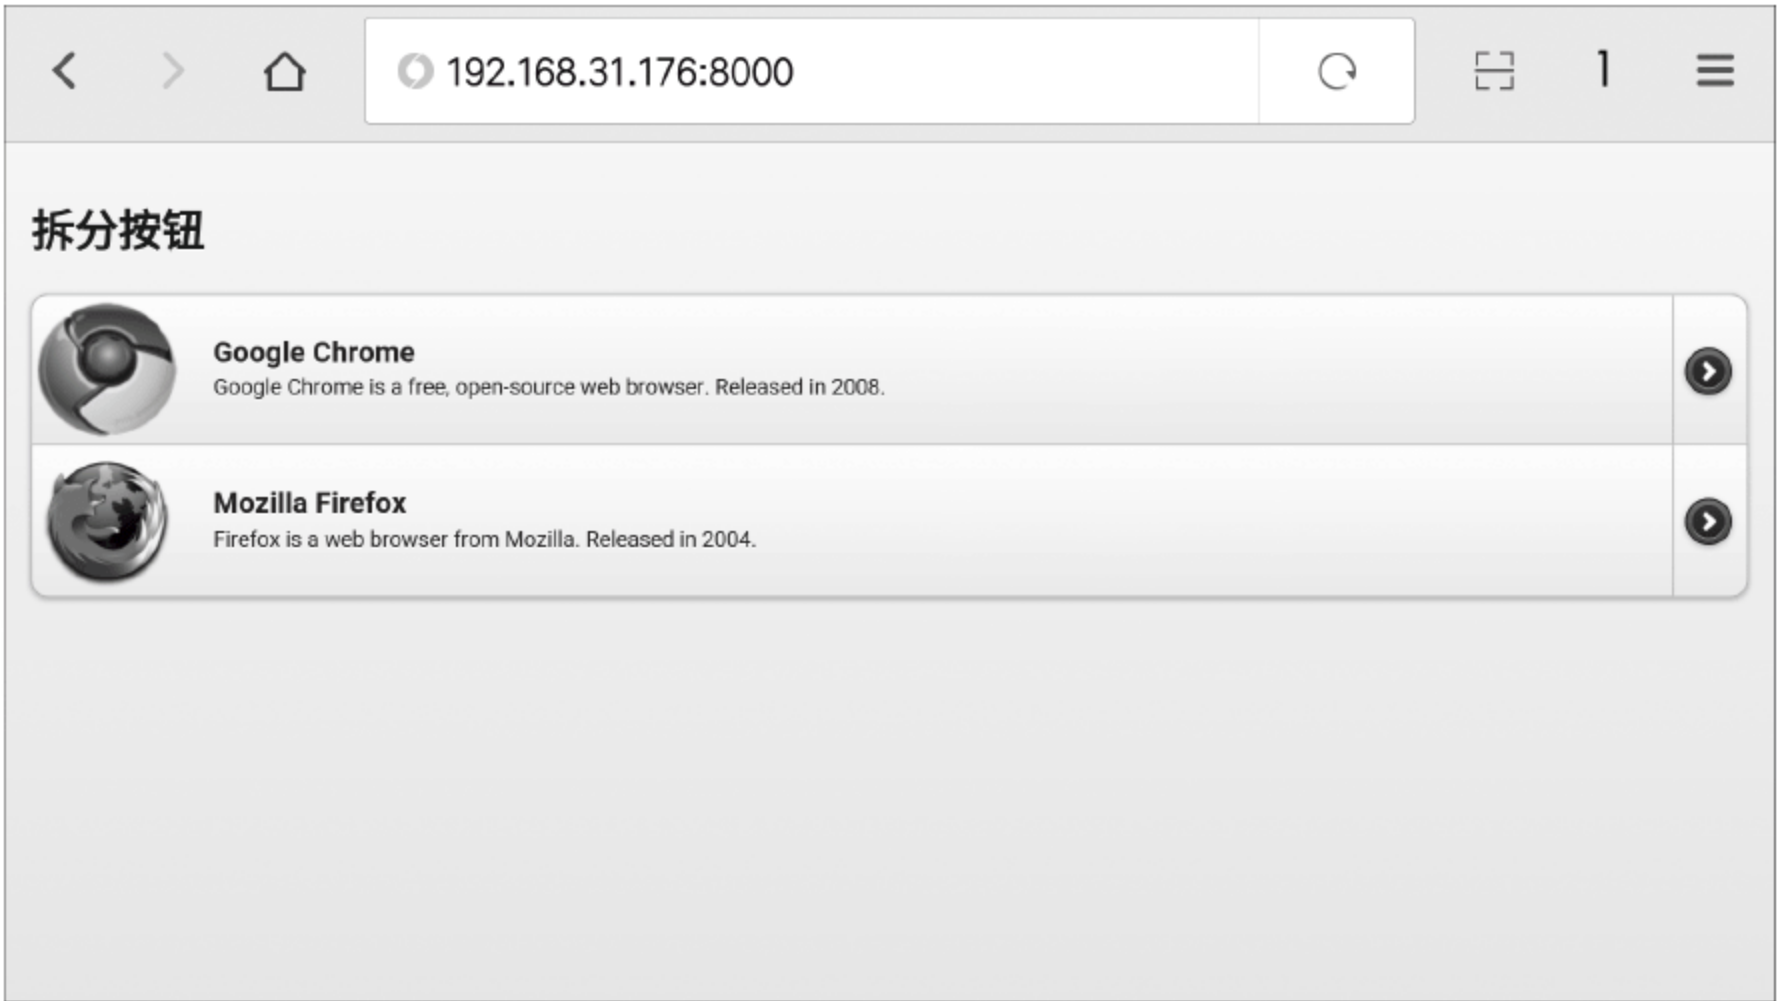 192.168.31.176:8000
1
拆分按钮
Google Chrome
Google Chrome is a free, open-source web browser. Released in 2008.
Mozilla Firefox
Firefox is a web browser from Mozilla. Released in 2004.